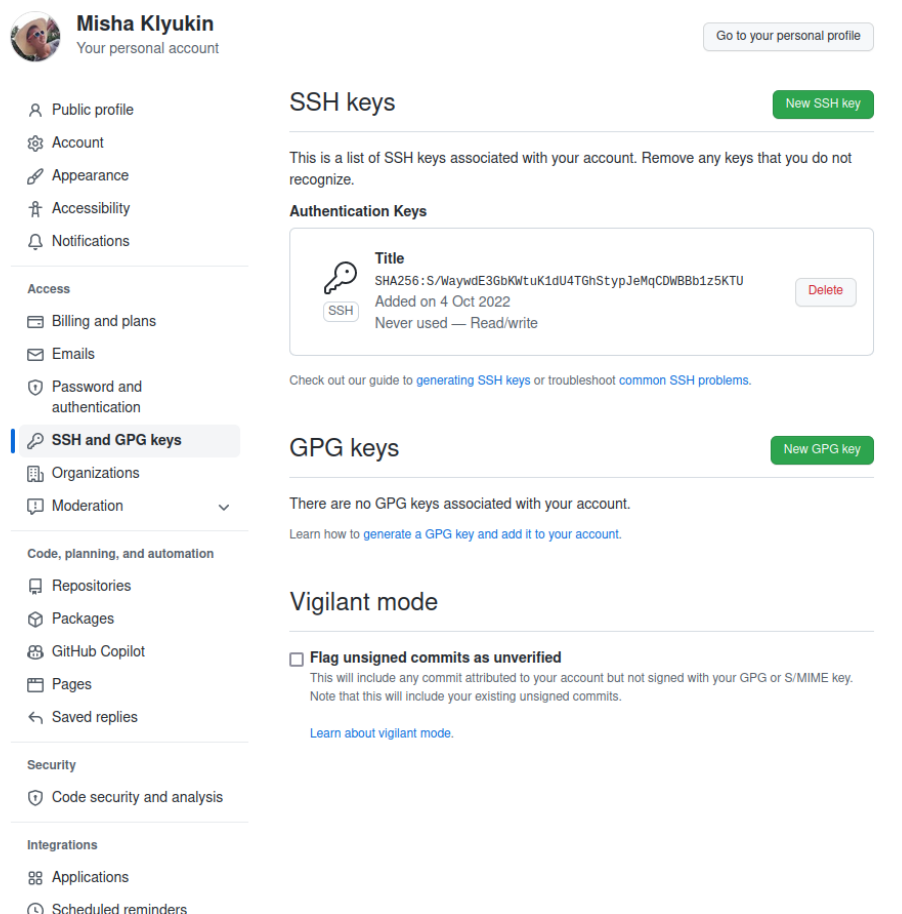 Misha Klyukin
Your personal account
Go to your personal profile
Public profile
Account
Appearance
Accessibility
Notifications
Access
Billing and plans
Emails
Password and
authentication
SSH and GPG keys
Organizations
Moderation
Code, planning, and automation
Repositories
Packages
GitHub Copilot
Pages
Saved replies
Security
Code security and analysis
Integrations
Applications
Scheduled reminders
SSH keys
New SSH key
This is a list of SSH keys associated with your account. Remove any keys that you do not
recognize.
Authentication Keys
Title
SHA256:S/WaywdE3GbKWtuK1dU4TGhStypJeMqCDWBBb1z5KTU
Added on 4 Oct 2022
Never used — Read/write
SSH
Delete
Check out our guide to generating SSH keys or troubleshoot common SSH problems.
GPG keys
New GPG key
There are no GPG keys associated with your account.
Learn how to generate a GPG key and add it to your account.
Vigilant mode
Flag unsigned commits as unverified
This will include any commit attributed to your account but not signed with your GPG or S/MIME key.
Note that this will include your existing unsigned commits.
Learn about vigilant mode.